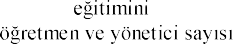 eğitimini
öğretmen ve yönetici sayısı